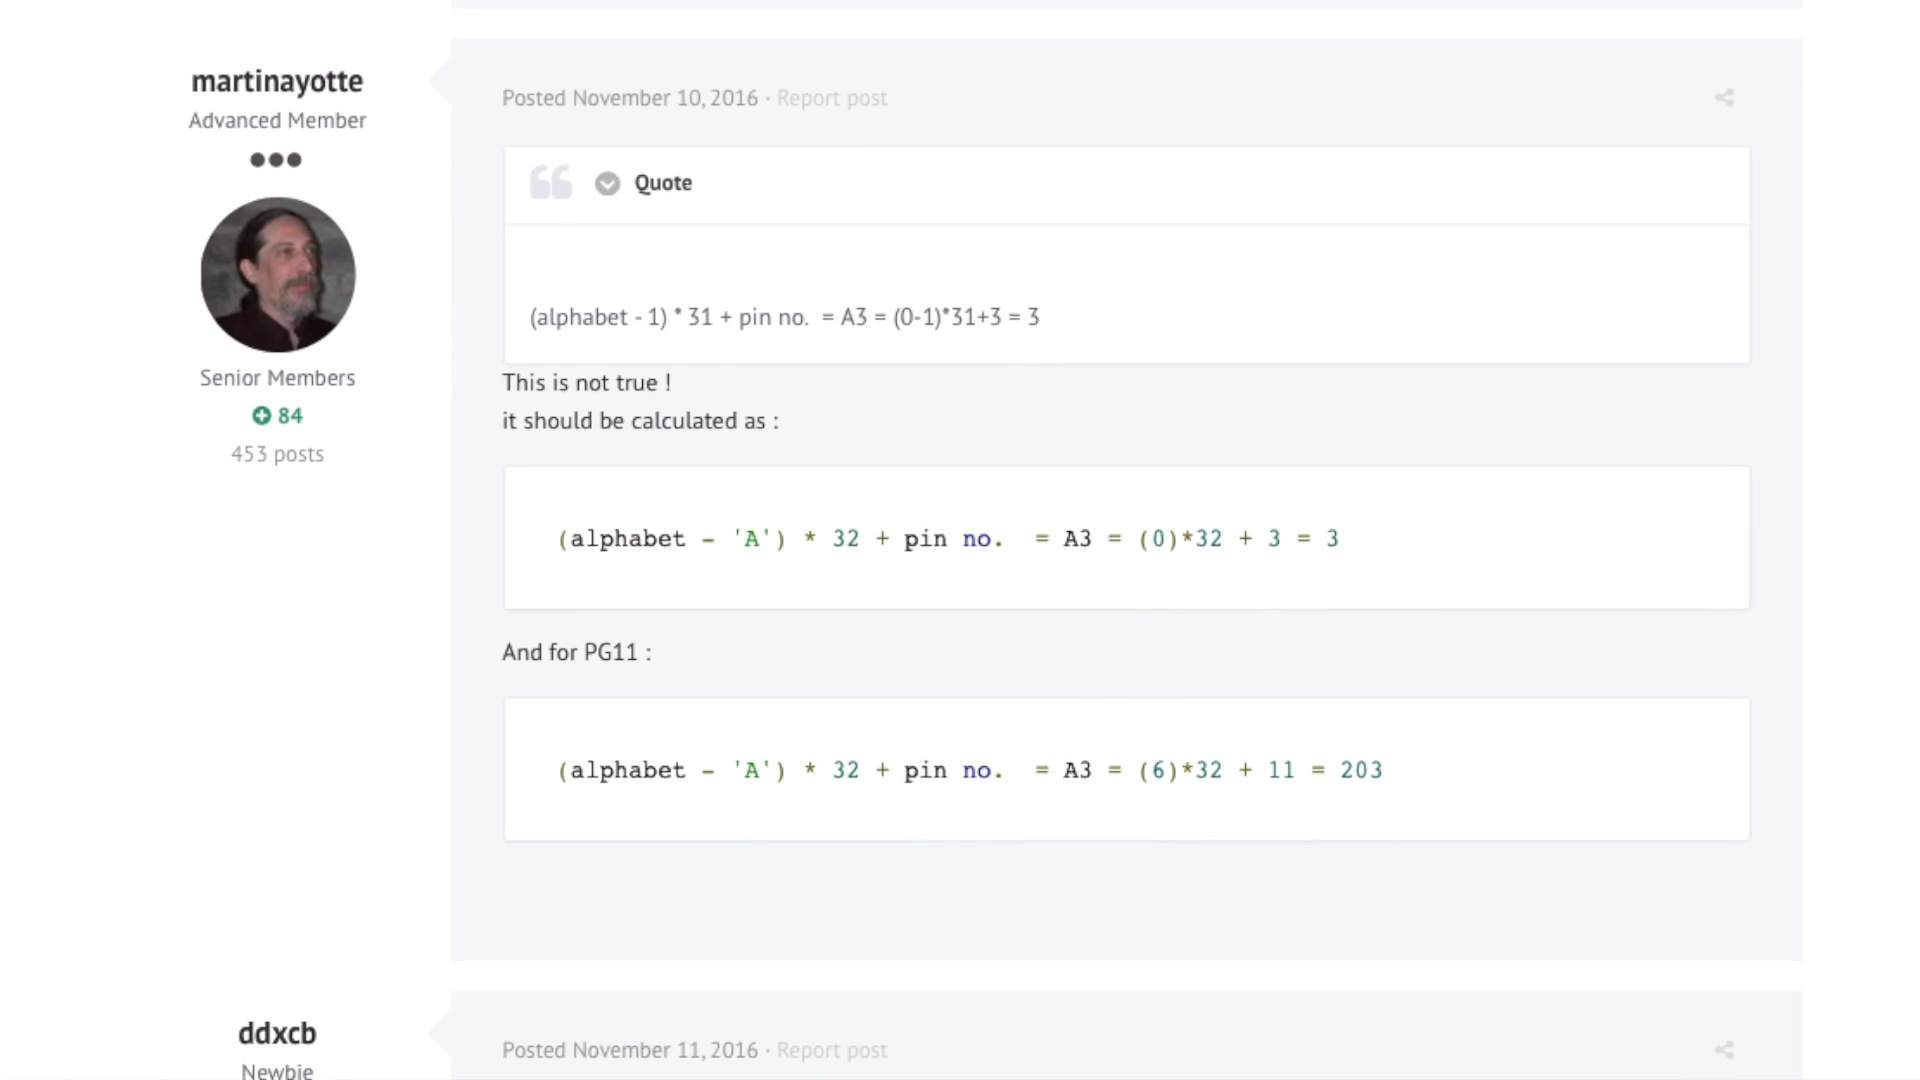 martinayotte
Advanced Member
Senior Members
84
453 posts
Posted November 10, 2016 · Report post
Quote
(alphabet - 1) * 31 + pin no.  = A3 = (0-1)*31+3 = 3
This is not true !
it should be calculated as :
(alphabet - 'A') * 32 + pin no.  = A3 = (0)*32 + 3 = 3
And for PG11 :
(alphabet - 'A') * 32 + pin no.  = A3 = (6)*32 + 11 = 203
ddxcb
Newbie
Posted November 11, 2016 · Report post